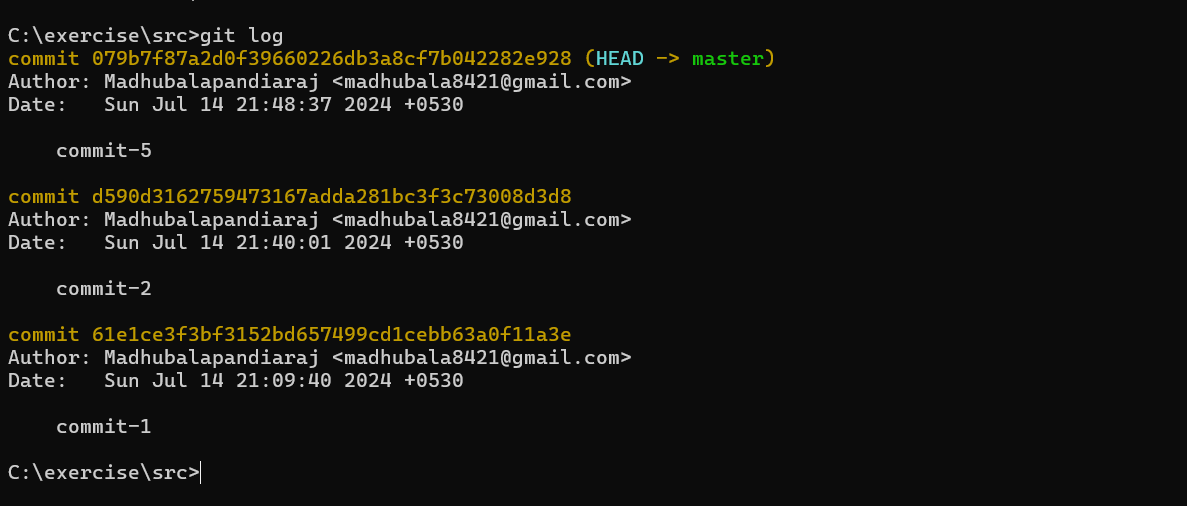 C:\exercise\src>git log
commit 079b7f87a2d0f39660226db3a8cf7b042282e928 (HEAD -> master)
Author: Madhubalapandiaraj <madhubala8421@gmail.com>
Date:   Sun Jul 14 21:48:37 2024 +0530
    commit-5
commit d590d3162759473167adda281bc3f3c73008d3d8
Author: Madhubalapandiaraj <madhubala8421@gmail.com>
Date:   Sun Jul 14 21:40:01 2024 +0530
    commit-2
commit 61e1ce3f3bf3152bd657499cd1cebb63a0f11a3e
Author: Madhubalapandiaraj <madhubala8421@gmail.com>
Date:   Sun Jul 14 21:09:40 2024 +0530
    commit-1
C:\exercise\src>